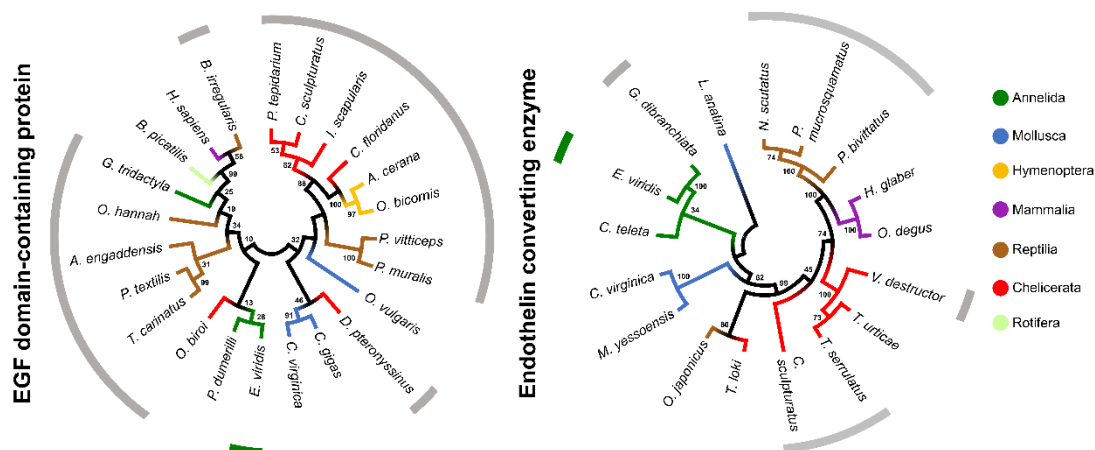 EGF domain-containing protein
B. irregularis
H. sapiens
B. picatilis
G. tridactyla
O. hannah
A. engaddensis
P. textilis
T. carinatus
O. biroi
P. dumerilli
E. viridis
C. virginica
C. gigas
D. pteronyssinus
O. vulgaris
P. muralis
P. vitticeps
O. bicornis
A. cerana
C. floridanus
I. scapularis
C. sculpturatus
P. tepidarium
53
82
88
100
97
100
32
46
91
10
13
28
34
31
99
19
25
99
58
Endothelin converting enzyme
L. anatina
G. dibranchiata
E. viridis
C. teleta
C. virginica
M. yessoensis
O. japonicus
T. loki
C.
sculpturatus
T. serrulatus
T. urticae
V. destructor
O. degus
H. glaber
P. bivittatus
P.
mucrosquamatus
N. scutatus
74
100
100
100
74
100
73
45
99
62
86
100
34
100
Annelida
Mollusca
Hymenoptera
Mammalia
Reptilia
Chelicerata
Rotifera